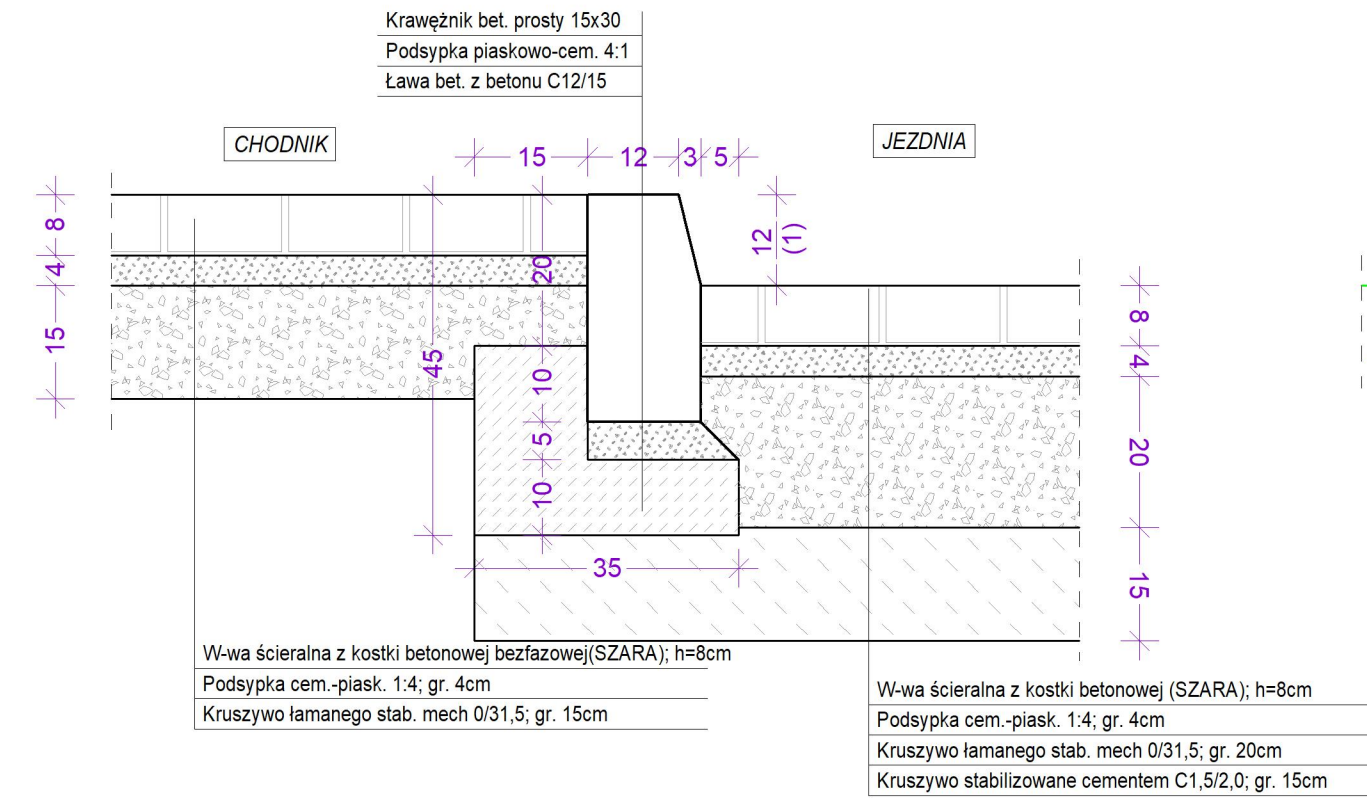 Krawężnik bet. prosty 15x30
Podsypka piaskowo-cem. 4:1
Ława bet. z betonu C12/15
CHODNIK
JEZDNIA
15 12 3 5
8
4
15
45
20
10
5
10
35
12
(1)
8
4
20
15
W-wa ścieralna z kostki betonowej bezfazowej(SZARA); h=8cm
Podsypka cem.-piask. 1:4; gr. 4cm
Kruszywo łamanego stab. mech 0/31,5; gr. 15cm
W-wa ścieralna z kostki betonowej (SZARA); h=8cm
Podsypka cem.-piask. 1:4; gr. 4cm
Kruszywo łamanego stab. mech 0/31,5; gr. 20cm
Kruszywo stabilizowane cementem C1,5/2,0; gr. 15cm